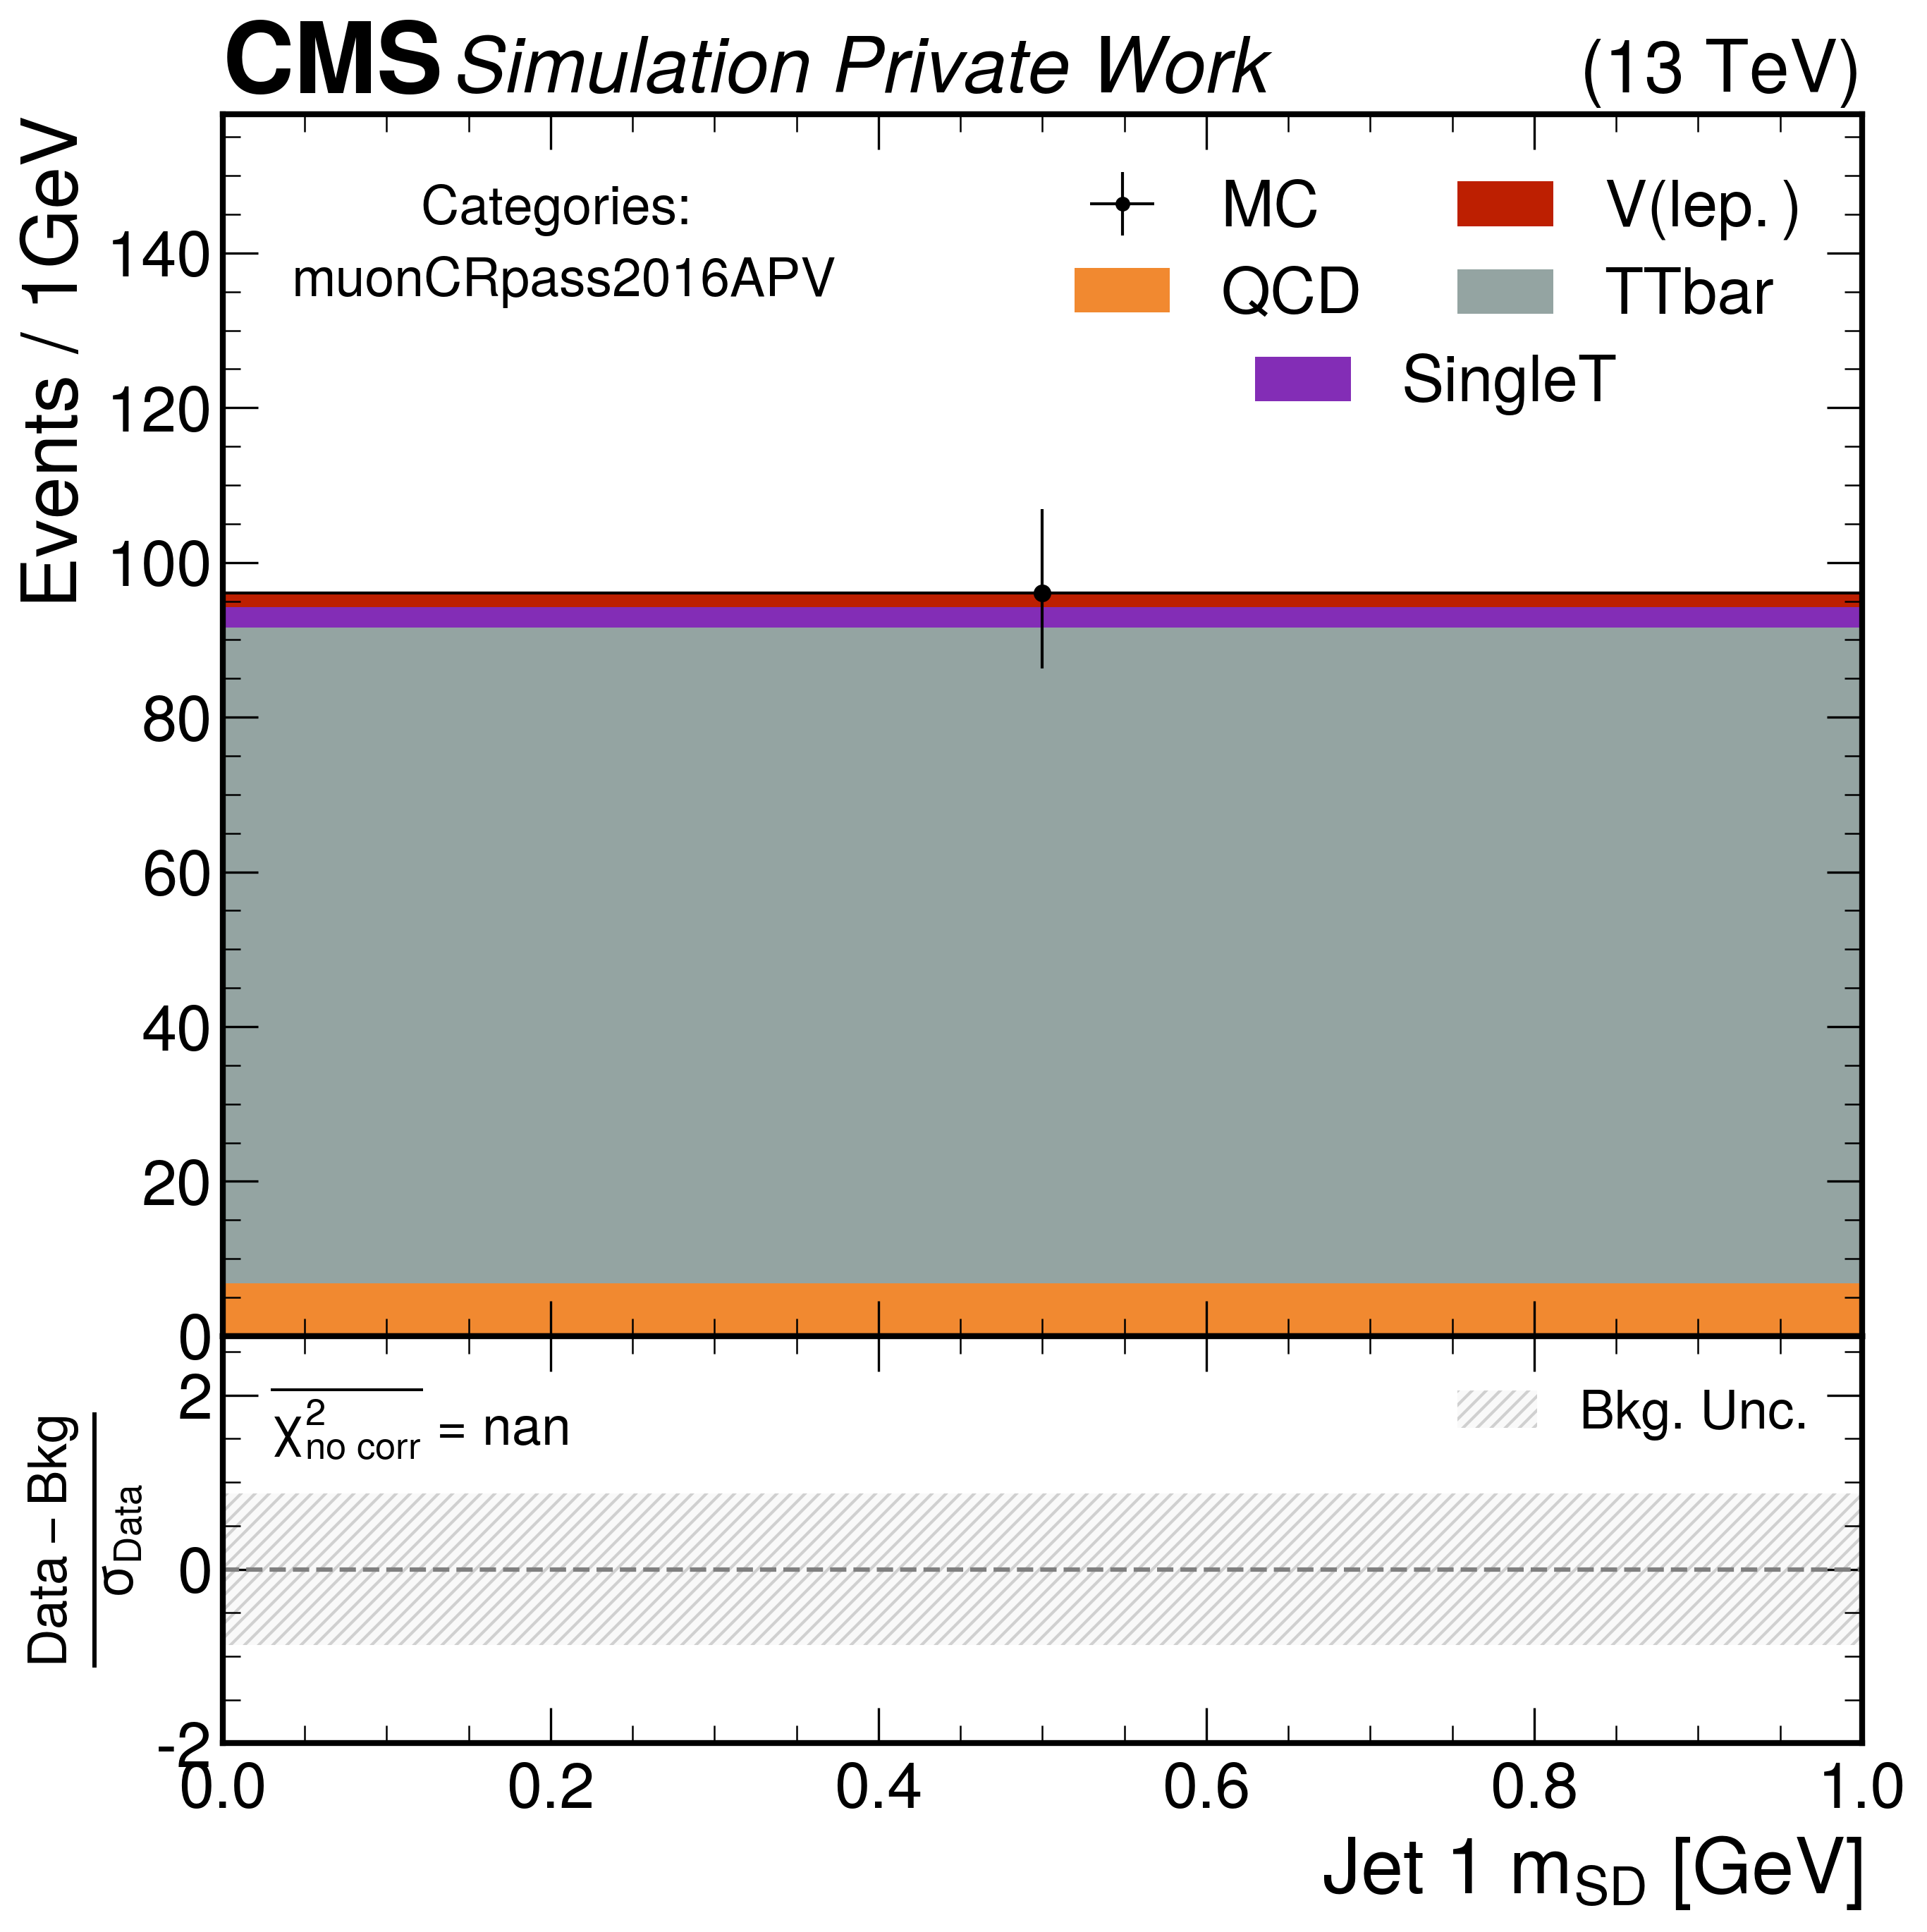 CMS Simulation Private Work (13 TeV)
Events / 1GeV
Categories:
muonCRpass2016APV
MC V(lep.)
QCD TTbar
SingleT
140
120
100
80
60
40
20
0
2
0
-2
χ²no corr = nan
Bkg. Unc.
Data – Bkg
σData
0.0 0.2 0.4 0.6 0.8 1.0
Jet 1 mSD [GeV]